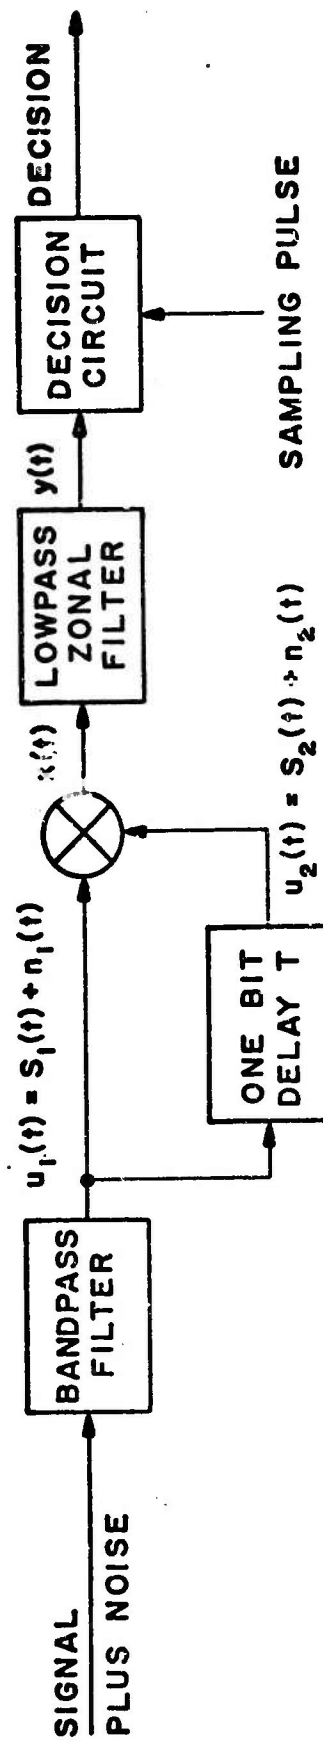 SIGNAL
PLUS NOISE
BANDPASS
FILTER
u₁(t) = S₁(t) + n₁(t)
ONE BIT
DELAY T
u₂(t) = S₂(t) + n₂(t)
x(t)
LOWPASS
ZONAL
FILTER
y(t)
DECISION
CIRCUIT
SAMPLING PULSE
DECISION